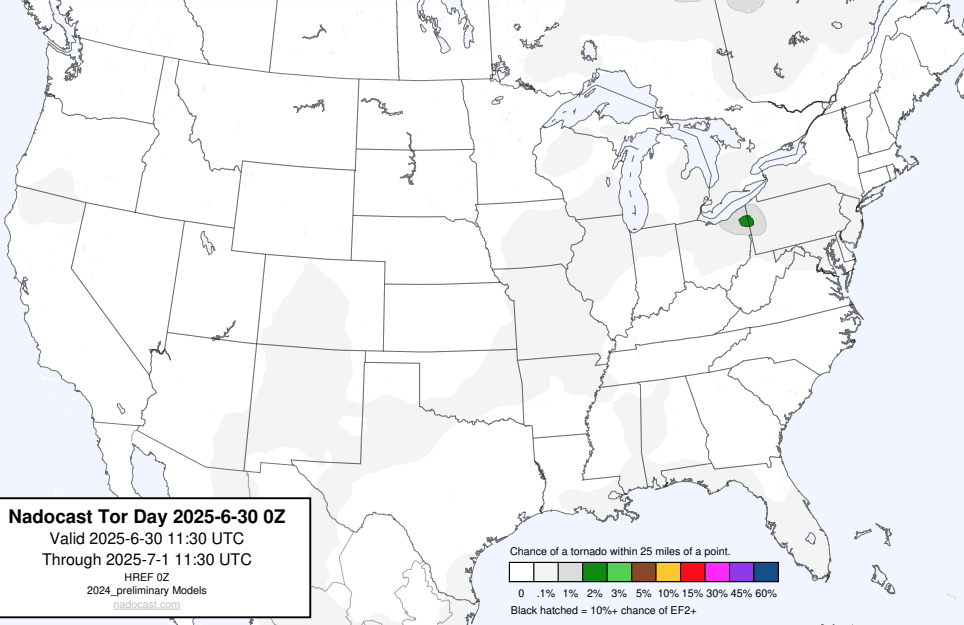 Nadocast Tor Day 2025-6-30 0Z
Valid 2025-6-30 11:30 UTC
Through 2025-7-1 11:30 UTC
HREF 0Z
2024_preliminary Models
nadocast.com
Chance of a tornado within 25 miles of a point.
0 .1% 1% 2% 3% 5% 10% 15% 30% 45% 60%
Black hatched = 10%+ chance of EF2+